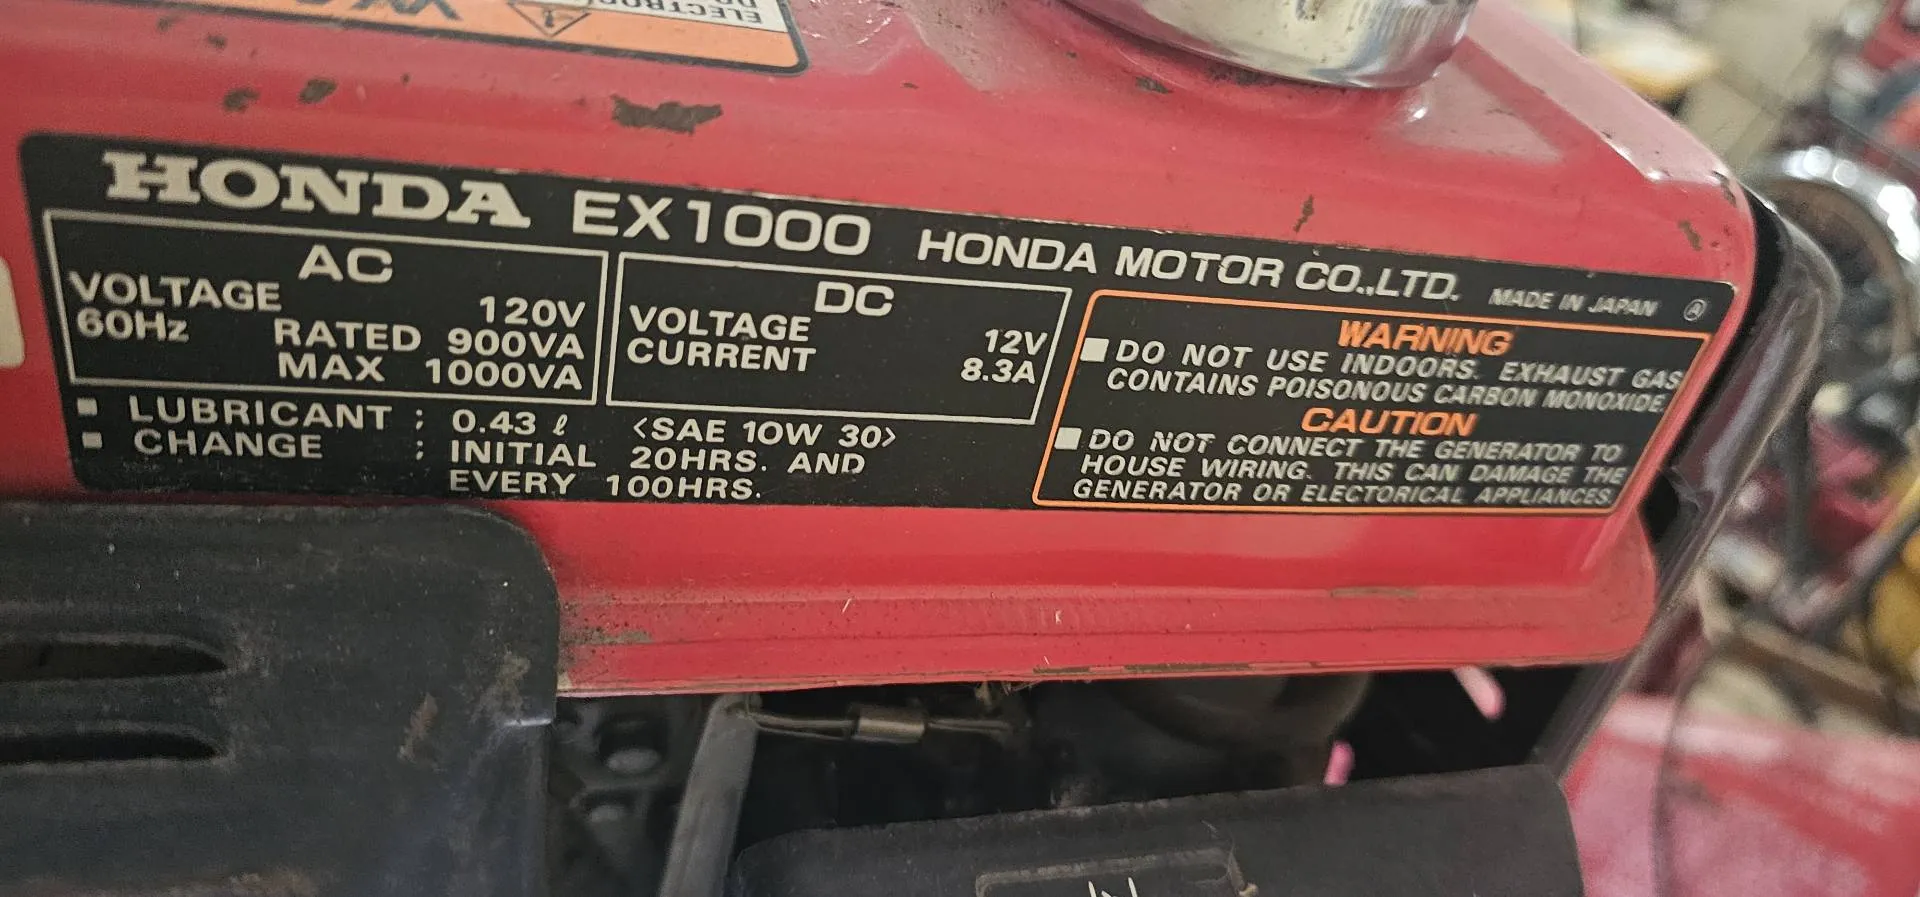 ELECTROD
HONDA EX1000 HONDA MOTOR CO.,LTD. MADE IN JAPAN Ⓐ
AC
VOLTAGE 120V
60Hz RATED 900VA
MAX 1000VA
DC
VOLTAGE 12V
CURRENT 8.3A
■ LUBRICANT : 0.43 ℓ <SAE 10W 30>
■ CHANGE : INITIAL 20HRS. AND
EVERY 100HRS.
WARNING
■ DO NOT USE INDOORS. EXHAUST GAS
CONTAINS POISONOUS CARBON MONOXIDE.
CAUTION
■ DO NOT CONNECT THE GENERATOR TO
HOUSE WIRING. THIS CAN DAMAGE THE
GENERATOR OR ELECTORICAL APPLIANCES.